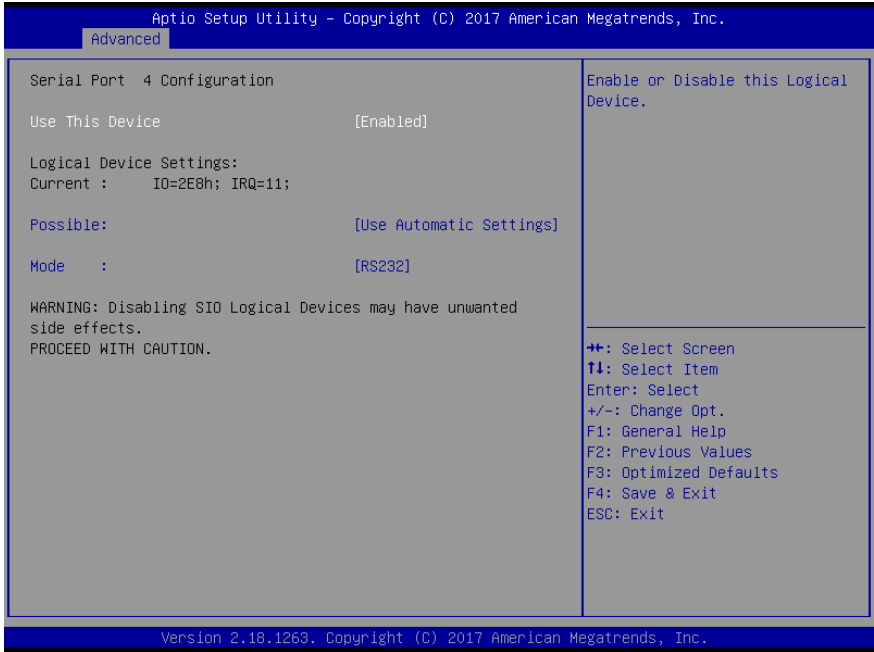 Aptio Setup Utility – Copyright (C) 2017 American Megatrends, Inc.
Advanced
Serial Port  4 Configuration
Use This Device [Enabled]
Logical Device Settings:
Current :     IO=2E8h; IRQ=11;
Possible: [Use Automatic Settings]
Mode    : [RS232]
WARNING: Disabling SIO Logical Devices may have unwanted
side effects.
PROCEED WITH CAUTION.
Enable or Disable this Logical
Device.
→←: Select Screen
↑↓: Select Item
Enter: Select
+/-: Change Opt.
F1: General Help
F2: Previous Values
F3: Optimized Defaults
F4: Save & Exit
ESC: Exit
Version 2.18.1263. Copyright (C) 2017 American Megatrends, Inc.